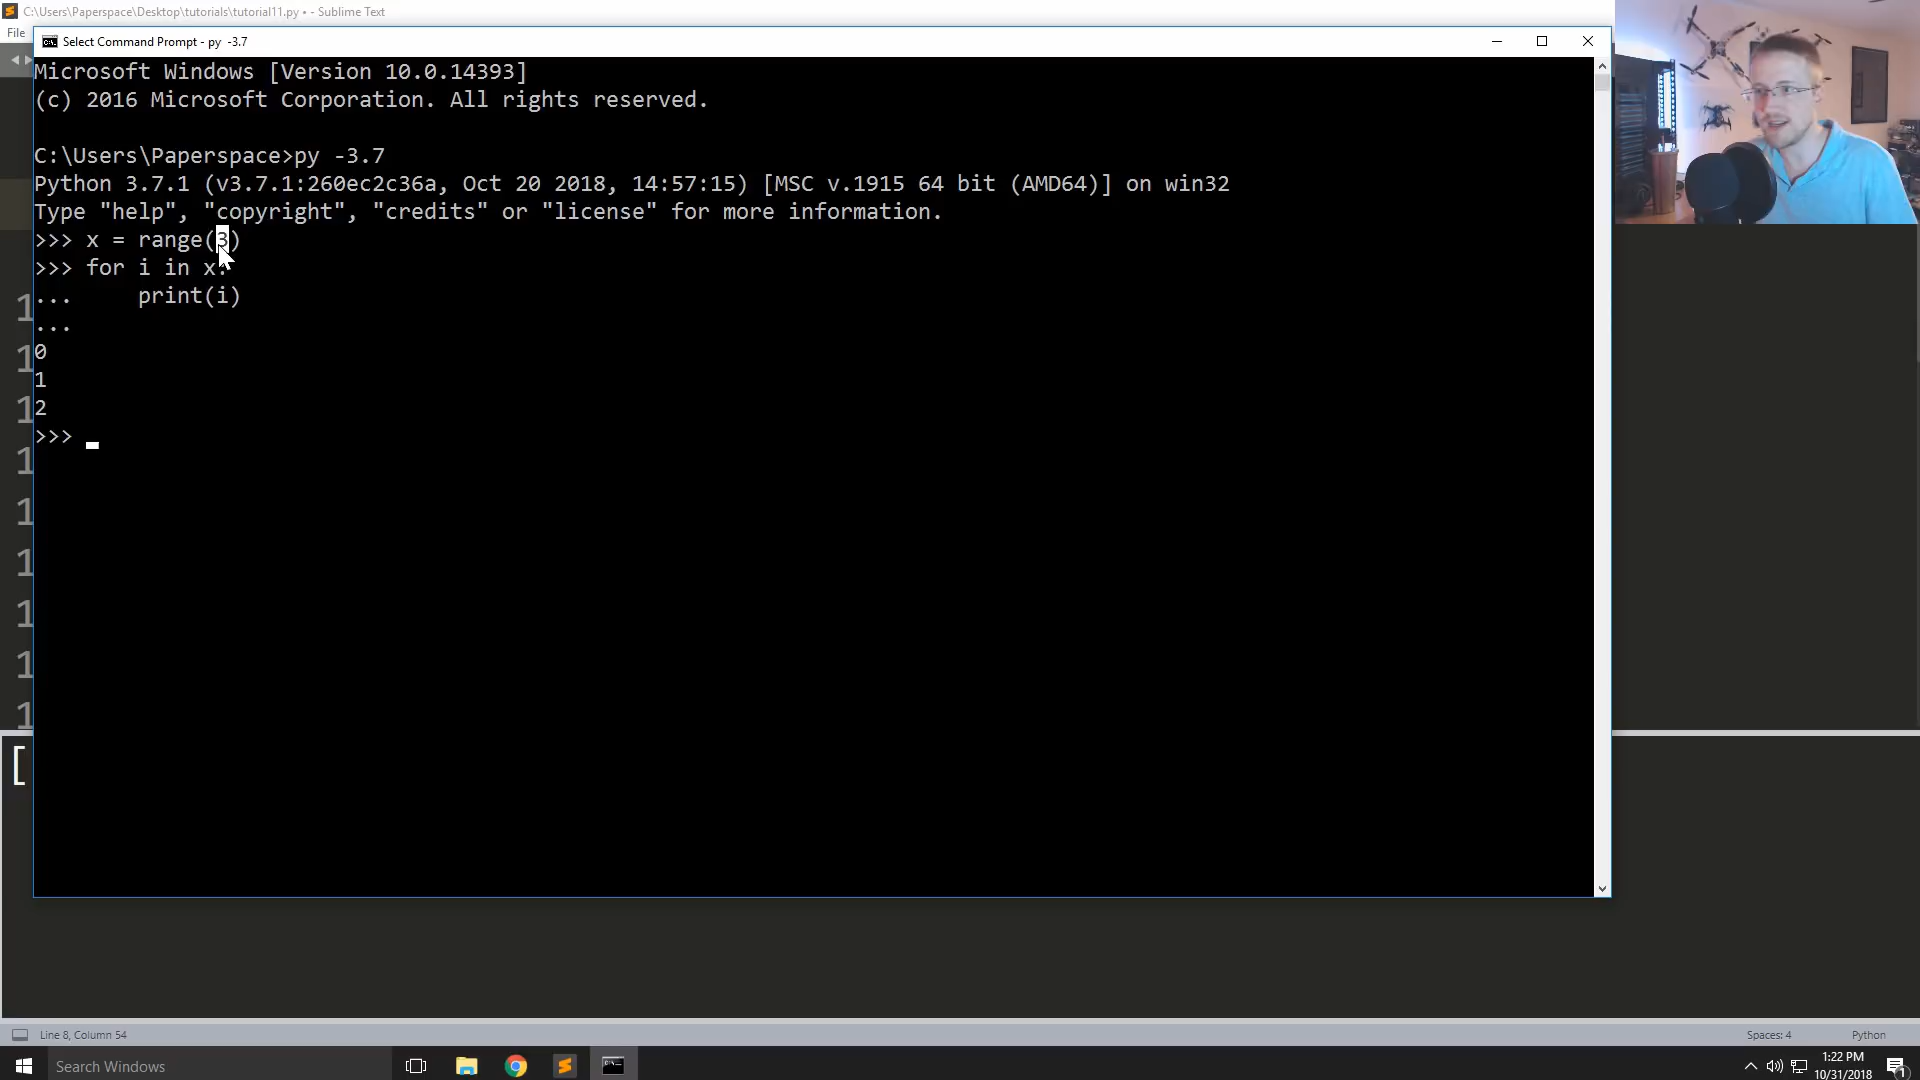 C:\Users\Paperspace\Desktop\tutorials\tutorial11.py • - Sublime Text
File
Select Command Prompt - py  -3.7
Microsoft Windows [Version 10.0.14393]
(c) 2016 Microsoft Corporation. All rights reserved.
C:\Users\Paperspace>py -3.7
Python 3.7.1 (v3.7.1:260ec2c36a, Oct 20 2018, 14:57:15) [MSC v.1915 64 bit (AMD64)] on win32
Type "help", "copyright", "credits" or "license" for more information.
>>> x = range(3)
>>> for i in x:
...     print(i)
...
0
1
2
>>>
1
1
1
1
1
1
1
1
1
[
Line 8, Column 54
Spaces: 4
Python
Search Windows
1:22 PM
10/31/2018
1